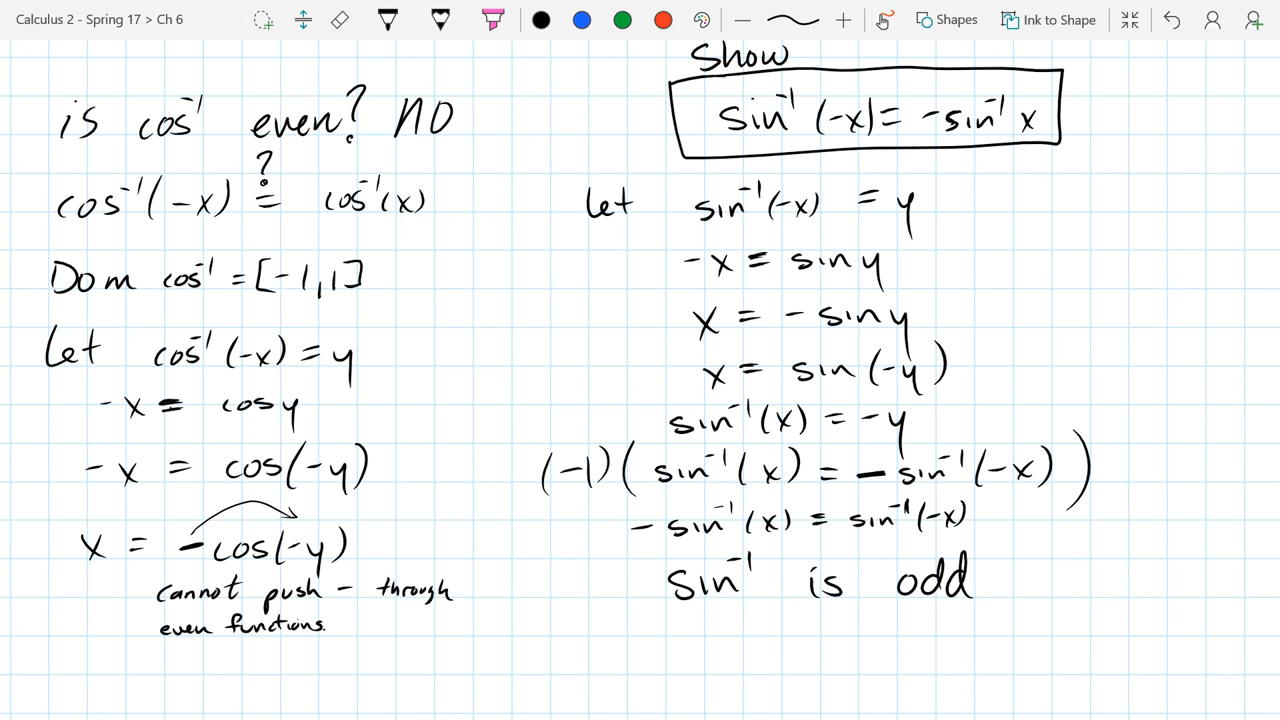 Calculus 2 - Spring 17 > Ch 6
Shapes
Ink to Shape
is cos⁻¹ even? NO
cos⁻¹(-x) ?= cos⁻¹(x)
Dom cos⁻¹ = [-1,1]
Let cos⁻¹(-x) = y
-x = cosy
-x = cos(-y)
x = -cos(-y)
cannot push - through
even functions.
Show
sin⁻¹(-x) = -sin⁻¹ x
Let sin⁻¹(-x) = y
-x = siny
x = - siny
x = sin(-y)
sin⁻¹(x) = -y
(-1)(sin⁻¹(x) = -sin⁻¹(-x))
-sin⁻¹(x) = sin⁻¹(-x)
sin⁻¹ is odd